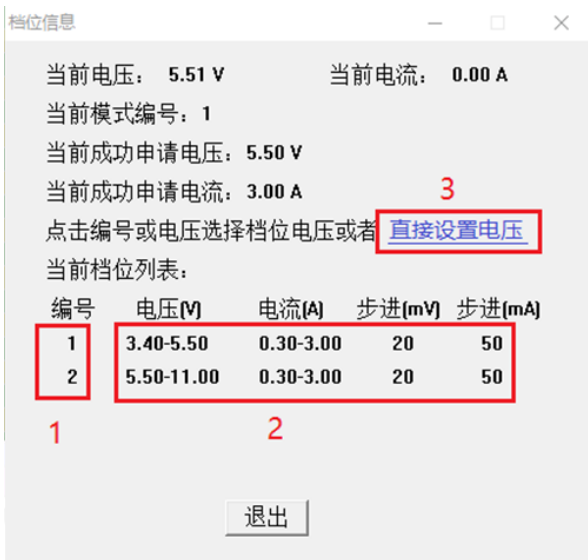 档位信息
当前电压： 5.51 V 当前电流： 0.00 A
当前模式编号：1
当前成功申请电压：5.50 V
当前成功申请电流：3.00 A
3
点击编号或电压选择档位电压或者 直接设置电压
当前档位列表：
编号 电压(V) 电流(A) 步进(mV) 步进(mA)
1 3.40-5.50 0.30-3.00 20 50
2 5.50-11.00 0.30-3.00 20 50
1 2
退出